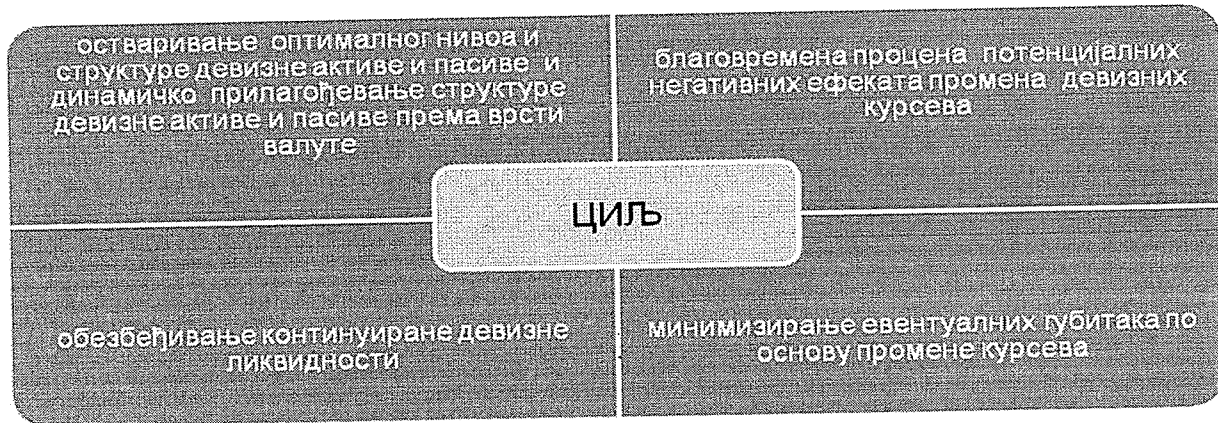 остваривање оптималног нивоа и
структуре девизне активе и пасиве и
динамичко прилагођевање структуре
девизне активе и пасиве према врсти
валуте
благовремена процена потенцијалних
негативних ефеката промена девизних
курсева
ЦИЉ
обезбеђивање континуиране девизне
ликвидности
минимизирање евентуалних губитака по
основу промене курсева